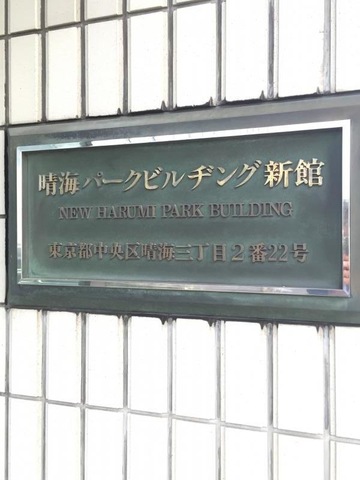 晴海パークビルヂング新館
NEW HARUMI PARK BUILDING
東京都中央区晴海三丁目2番22号